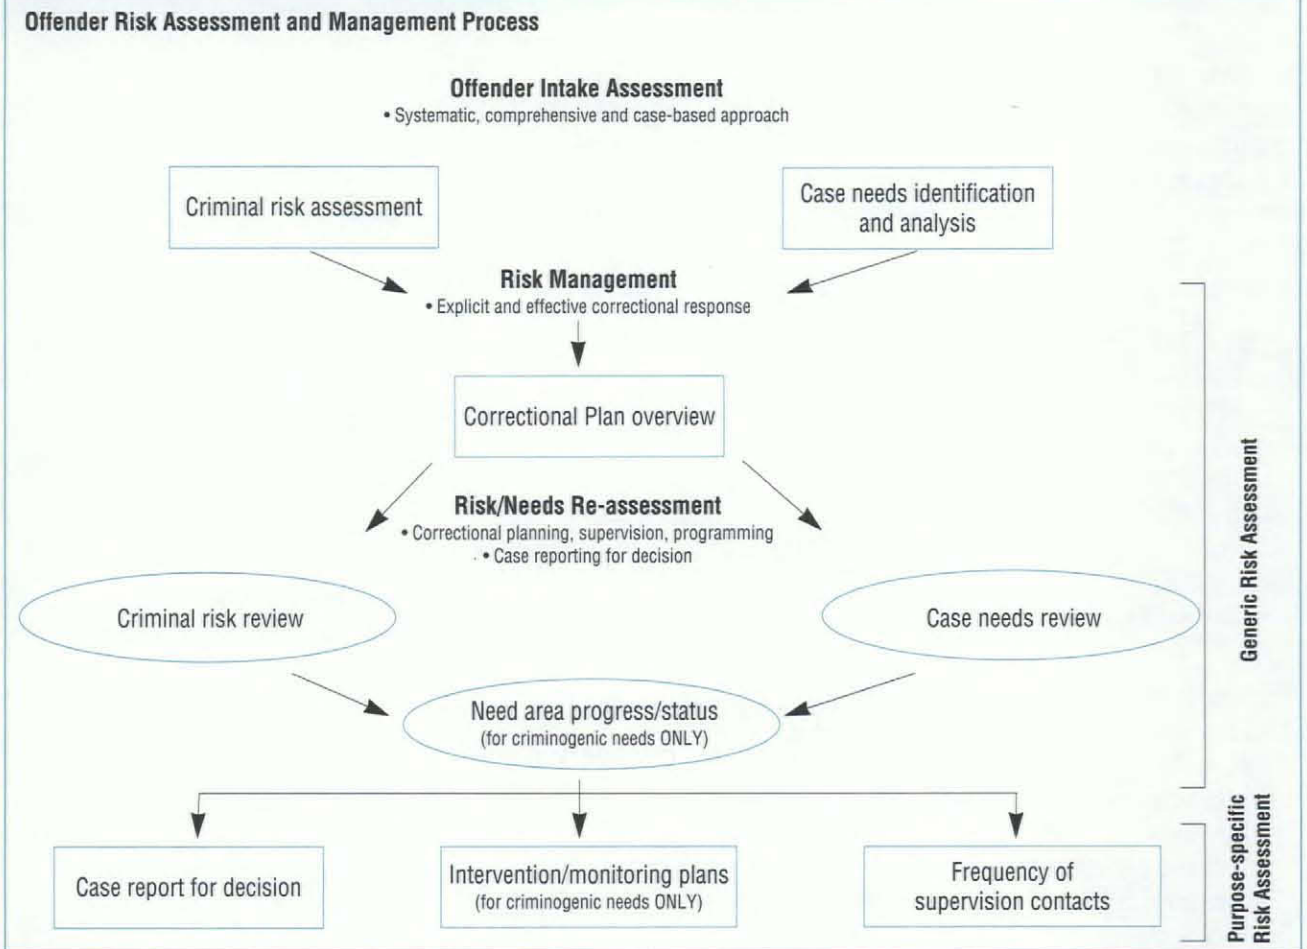 Offender Risk Assessment and Management Process
Offender Intake Assessment
• Systematic, comprehensive and case-based approach
Criminal risk assessment
Case needs identification
and analysis
Risk Management
• Explicit and effective correctional response
Correctional Plan overview
Risk/Needs Re-assessment
• Correctional planning, supervision, programming
• Case reporting for decision
Criminal risk review
Case needs review
Need area progress/status
(for criminogenic needs ONLY)
Generic Risk Assessment
Case report for decision
Intervention/monitoring plans
(for criminogenic needs ONLY)
Frequency of
supervision contacts
Purpose-specific
Risk Assessment